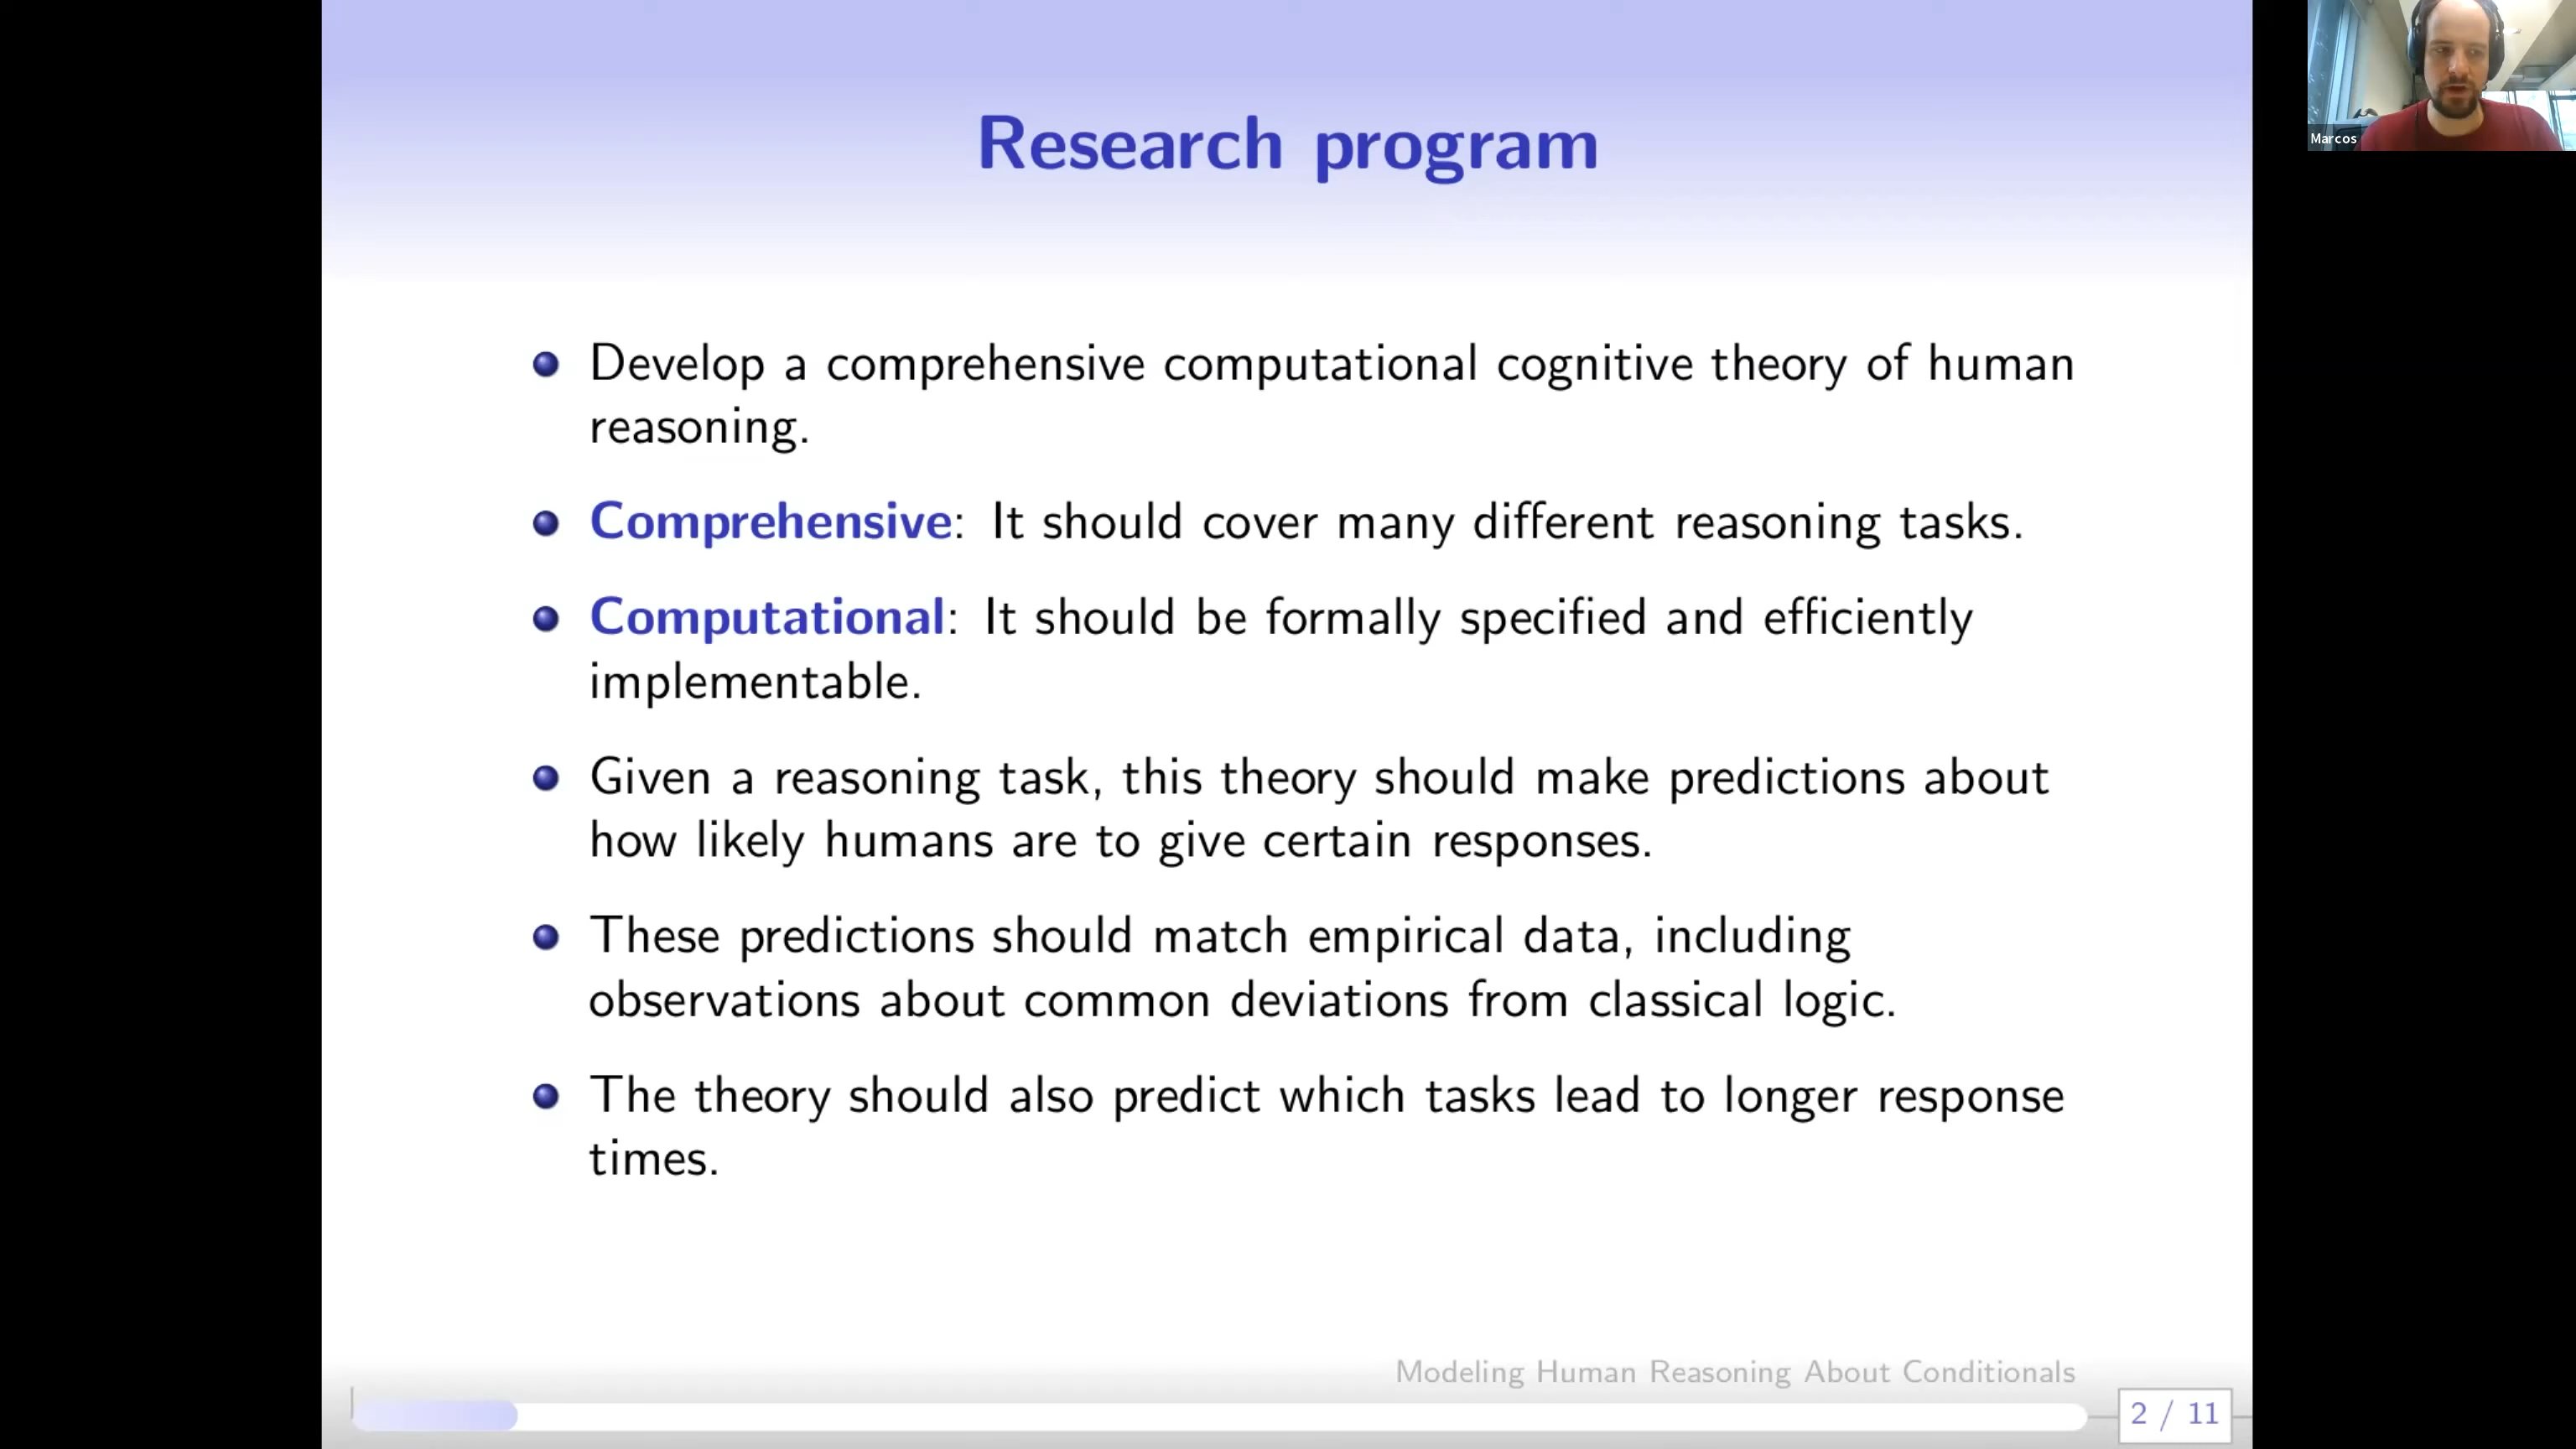 Research program
Marcos
Develop a comprehensive computational cognitive theory of human
reasoning.
Comprehensive: It should cover many different reasoning tasks.
Computational: It should be formally specified and efficiently
implementable.
Given a reasoning task, this theory should make predictions about
how likely humans are to give certain responses.
These predictions should match empirical data, including
observations about common deviations from classical logic.
The theory should also predict which tasks lead to longer response
times.
Modeling Human Reasoning About Conditionals
2 / 11